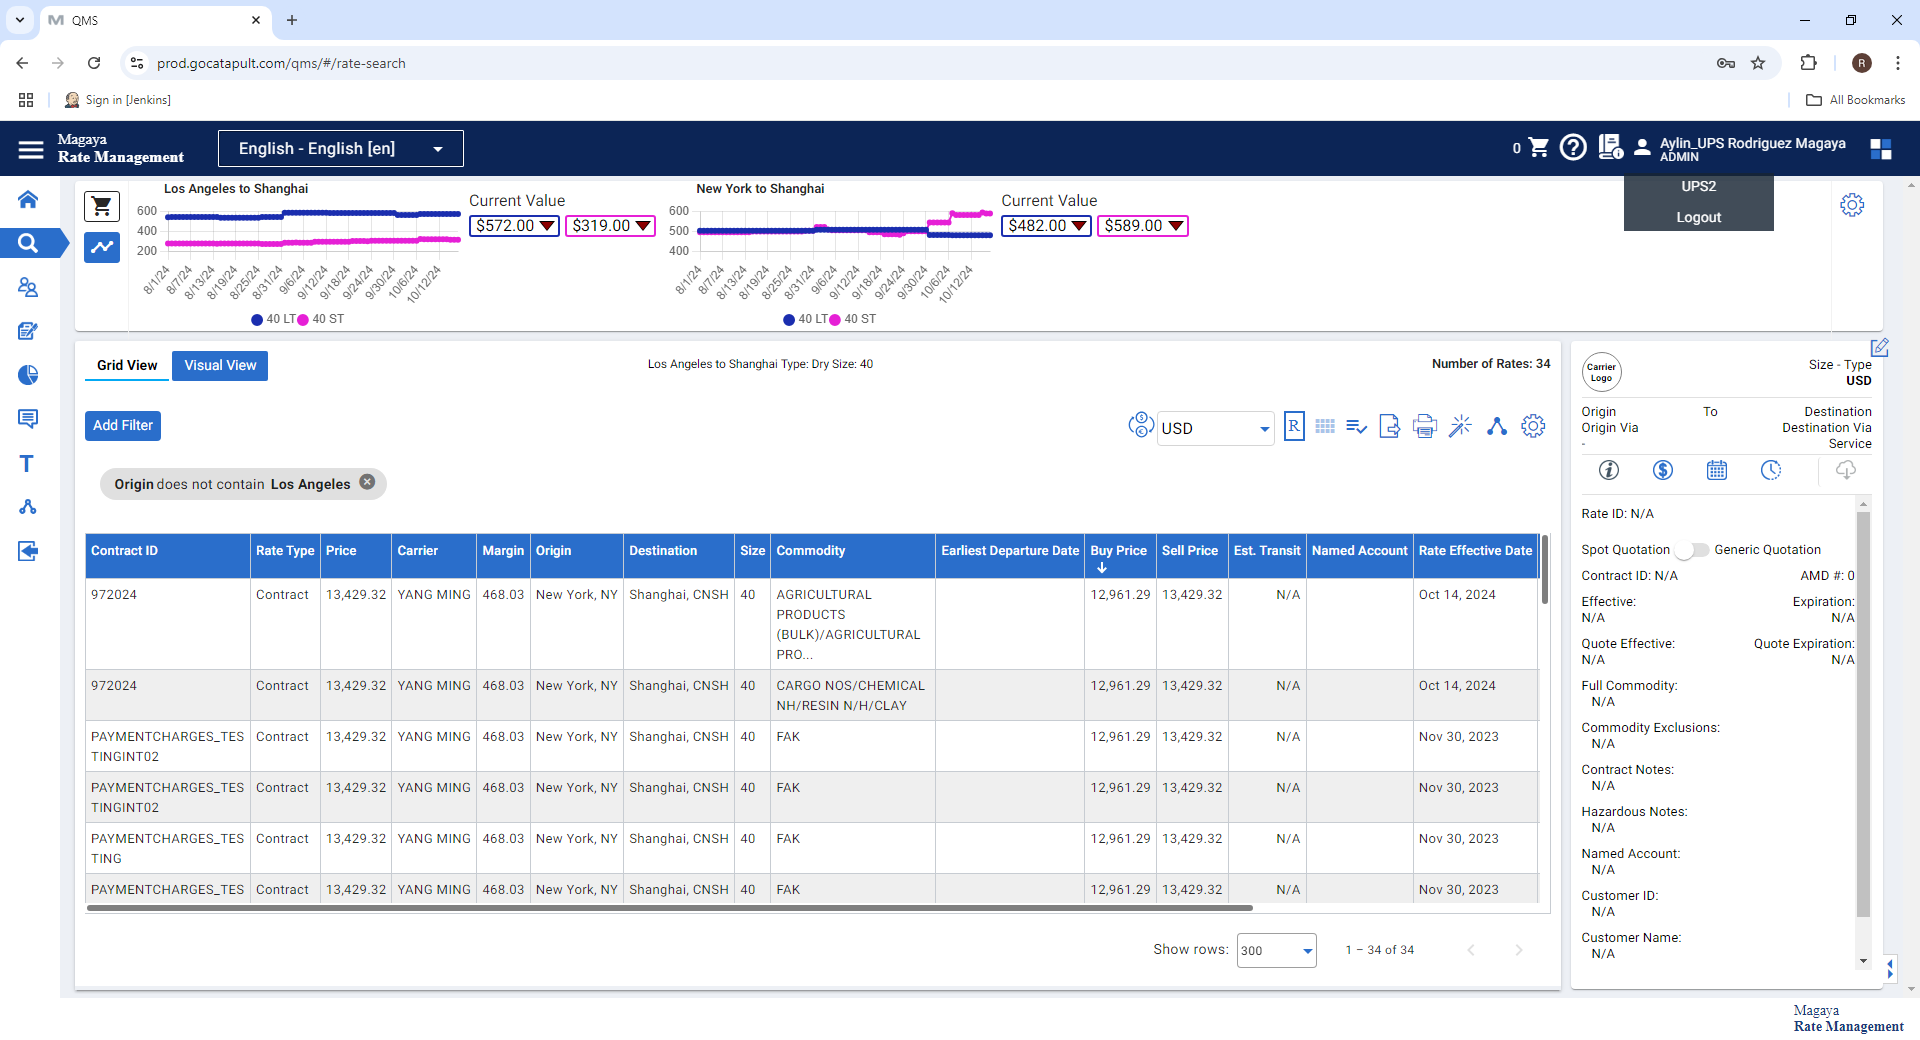 QMS
prod.gocatapult.com/qms/#/rate-search
R
Sign in [Jenkins]
All Bookmarks
Magaya
Rate Management
English - English [en]
0
Aylin_UPS Rodriguez Magaya
ADMIN
UPS2
Logout
Los Angeles to Shanghai
600
400
200
8/1/24 8/7/24 8/13/24 8/19/24 8/25/24 8/31/24 9/6/24 9/12/24 9/18/24 9/24/24 9/30/24 10/6/24 10/12/24
40 LT 40 ST
Current Value
$572.00 $319.00
New York to Shanghai
600
500
400
8/1/24 8/7/24 8/13/24 8/19/24 8/25/24 8/31/24 9/6/24 9/12/24 9/18/24 9/24/24 9/30/24 10/6/24 10/12/24
40 LT 40 ST
Current Value
$482.00 $589.00
Grid View Visual View
Los Angeles to Shanghai Type: Dry Size: 40
Number of Rates: 34
Add Filter
USD
R
Origin does not contain Los Angeles
Contract ID Rate Type Price Carrier Margin Origin Destination Size Commodity Earliest Departure Date Buy Price Sell Price Est. Transit Named Account Rate Effective Date
972024 Contract 13,429.32 YANG MING 468.03 New York, NY Shanghai, CNSH 40 AGRICULTURAL 12,961.29 13,429.32 N/A Oct 14, 2024
PRODUCTS
(BULK)/AGRICULTURAL
PRO...
972024 Contract 13,429.32 YANG MING 468.03 New York, NY Shanghai, CNSH 40 CARGO NOS/CHEMICAL 12,961.29 13,429.32 N/A Oct 14, 2024
NH/RESIN N/H/CLAY
PAYMENTCHARGES_TES Contract 13,429.32 YANG MING 468.03 New York, NY Shanghai, CNSH 40 FAK 12,961.29 13,429.32 N/A Nov 30, 2023
TINGINT02
PAYMENTCHARGES_TES Contract 13,429.32 YANG MING 468.03 New York, NY Shanghai, CNSH 40 FAK 12,961.29 13,429.32 N/A Nov 30, 2023
TINGINT02
PAYMENTCHARGES_TES Contract 13,429.32 YANG MING 468.03 New York, NY Shanghai, CNSH 40 FAK 12,961.29 13,429.32 N/A Nov 30, 2023
TING
PAYMENTCHARGES_TES Contract 13,429.32 YANG MING 468.03 New York, NY Shanghai, CNSH 40 FAK 12,961.29 13,429.32 N/A Nov 30, 2023
Show rows: 300 1 – 34 of 34
Carrier
Logo
Size - Type
USD
Origin To Destination
Origin Via Destination Via
- Service
Rate ID: N/A
Spot Quotation Generic Quotation
Contract ID: N/A AMD #: 0
Effective: Expiration:
N/A N/A
Quote Effective: Quote Expiration:
N/A N/A
Full Commodity:
N/A
Commodity Exclusions:
N/A
Contract Notes:
N/A
Hazardous Notes:
N/A
Named Account:
N/A
Customer ID:
N/A
Customer Name:
N/A
Magaya
Rate Management